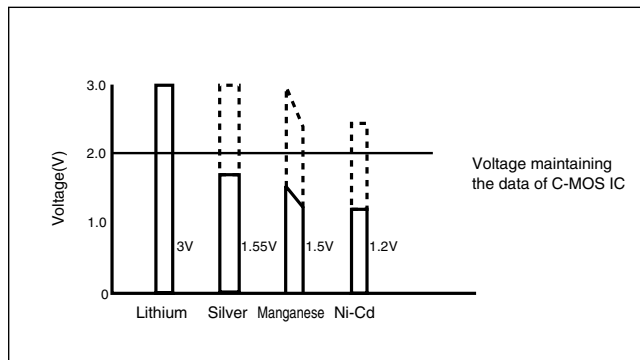 3.0
2.0
1.0
0
Voltage(V)
3V
1.55V
1.5V
1.2V
Lithium
Silver
Manganese
Ni-Cd
Voltage maintaining
the data of C-MOS IC